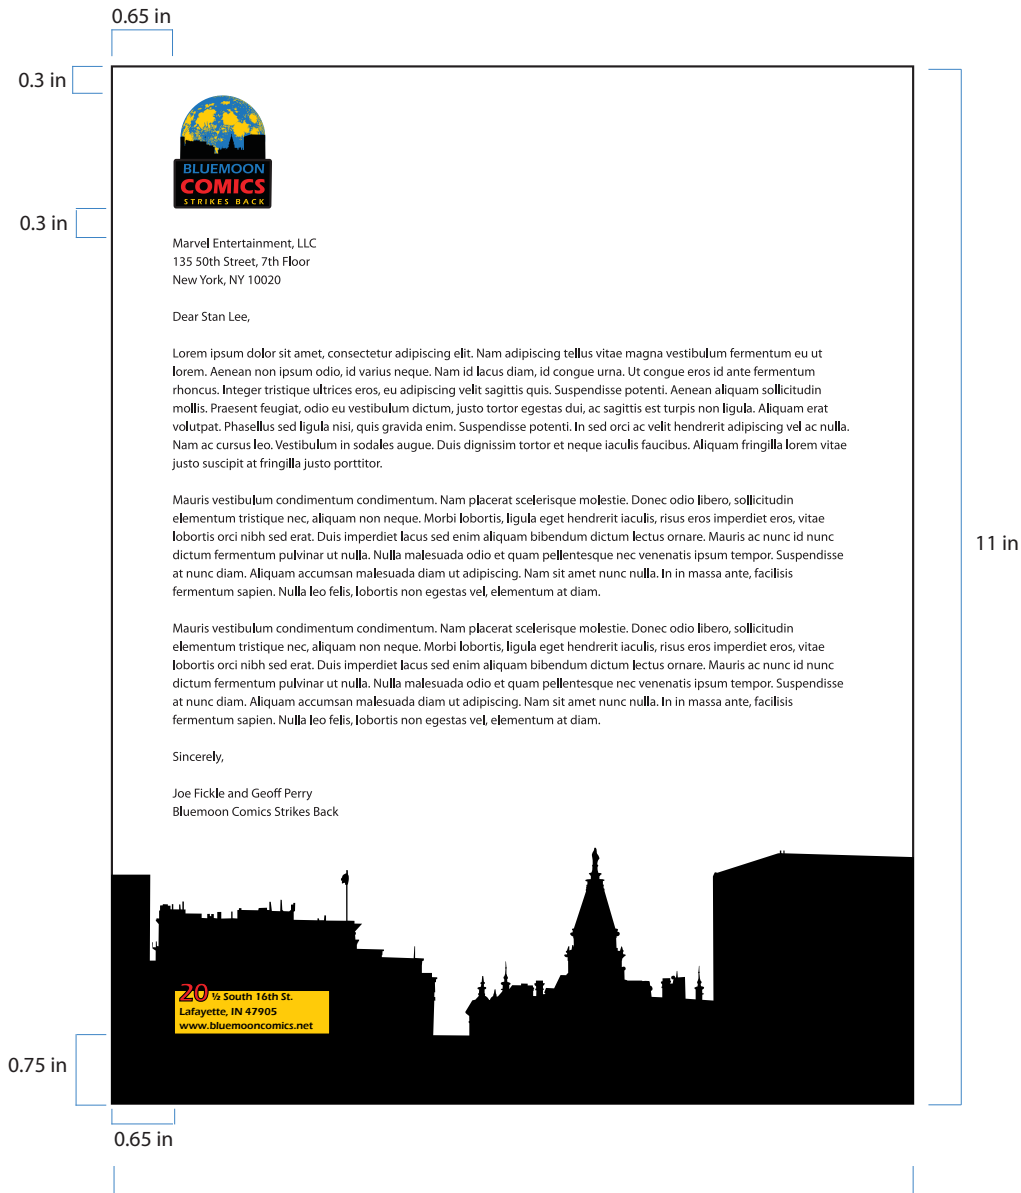 0.65 in
0.3 in
BLUEMOON
COMICS
STRIKES BACK
0.3 in
Marvel Entertainment, LLC
135 50th Street, 7th Floor
New York, NY 10020
Dear Stan Lee,
Lorem ipsum dolor sit amet, consectetur adipiscing elit. Nam adipiscing tellus vitae magna vestibulum fermentum eu ut
lorem. Aenean non ipsum odio, id varius neque. Nam id lacus diam, id congue urna. Ut congue eros id ante fermentum
rhoncus. Integer tristique ultrices eros, eu adipiscing velit sagittis quis. Suspendisse potenti. Aenean aliquam sollicitudin
mollis. Praesent feugiat, odio eu vestibulum dictum, justo tortor egestas dui, ac sagittis est turpis non ligula. Aliquam erat
volutpat. Phasellus sed ligula nisi, quis gravida enim. Suspendisse potenti. In sed orci ac velit hendrerit adipiscing vel ac nulla.
Nam ac cursus leo. Vestibulum in sodales augue. Duis dignissim tortor et neque iaculis faucibus. Aliquam fringilla lorem vitae
justo suscipit at fringilla justo porttitor.
Mauris vestibulum condimentum condimentum. Nam placerat scelerisque molestie. Donec odio libero, sollicitudin
elementum tristique nec, aliquam non neque. Morbi lobortis, ligula eget hendrerit iaculis, risus eros imperdiet eros, vitae
lobortis orci nibh sed erat. Duis imperdiet lacus sed enim aliquam bibendum dictum lectus ornare. Mauris ac nunc id nunc
dictum fermentum pulvinar ut nulla. Nulla malesuada odio et quam pellentesque nec venenatis ipsum tempor. Suspendisse
at nunc diam. Aliquam accumsan malesuada diam ut adipiscing. Nam sit amet nunc nulla. In in massa ante, facilisis
fermentum sapien. Nulla leo felis, lobortis non egestas vel, elementum at diam.
11 in
Mauris vestibulum condimentum condimentum. Nam placerat scelerisque molestie. Donec odio libero, sollicitudin
elementum tristique nec, aliquam non neque. Morbi lobortis, ligula eget hendrerit iaculis, risus eros imperdiet eros, vitae
lobortis orci nibh sed erat. Duis imperdiet lacus sed enim aliquam bibendum dictum lectus ornare. Mauris ac nunc id nunc
dictum fermentum pulvinar ut nulla. Nulla malesuada odio et quam pellentesque nec venenatis ipsum tempor. Suspendisse
at nunc diam. Aliquam accumsan malesuada diam ut adipiscing. Nam sit amet nunc nulla. In in massa ante, facilisis
fermentum sapien. Nulla leo felis, lobortis non egestas vel, elementum at diam.
Sincerely,
Joe Fickle and Geoff Perry
Bluemoon Comics Strikes Back
20 ½ South 16th St.
Lafayette, IN 47905
www.bluemooncomics.net
0.75 in
0.65 in